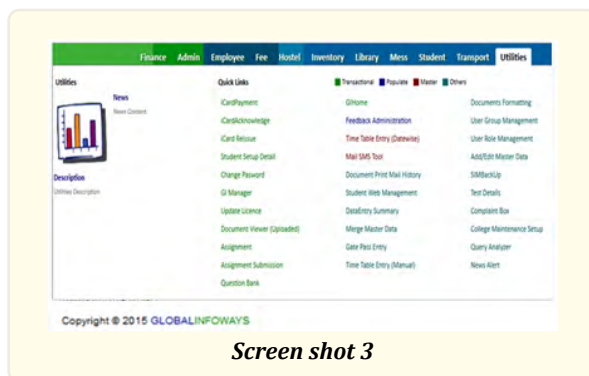 Finance Admin Employee Fee Hostel Inventory Library Mess Student Transport Utilities
Utilities
News
News Content
Description
Utilities Description
Quick Links
Transactional Populate Master Others
iCardPayment
iCardAcknowledge
iCard Reissue
Student Setup Detail
Change Pasword
GI Manager
Update Licence
Document Viewer (Uploaded)
Assignment
Assignment Submission
Question Bank
GIHome
Feedback Administration
Time Table Entry (Datewise)
Mail SMS Tool
Document Print Mail History
Student Web Management
DataEntry Summary
Merge Master Data
Gate Pass Entry
Time Table Entry (Manual)
Documents Formatting
User Group Management
User Role Management
Add/Edit Master Data
SIMBackUp
Test Details
Complaint Box
College Maintenance Setup
Query Analyzer
News Alert
Copyright © 2015 GLOBALINFOWAYS
Screen shot 3